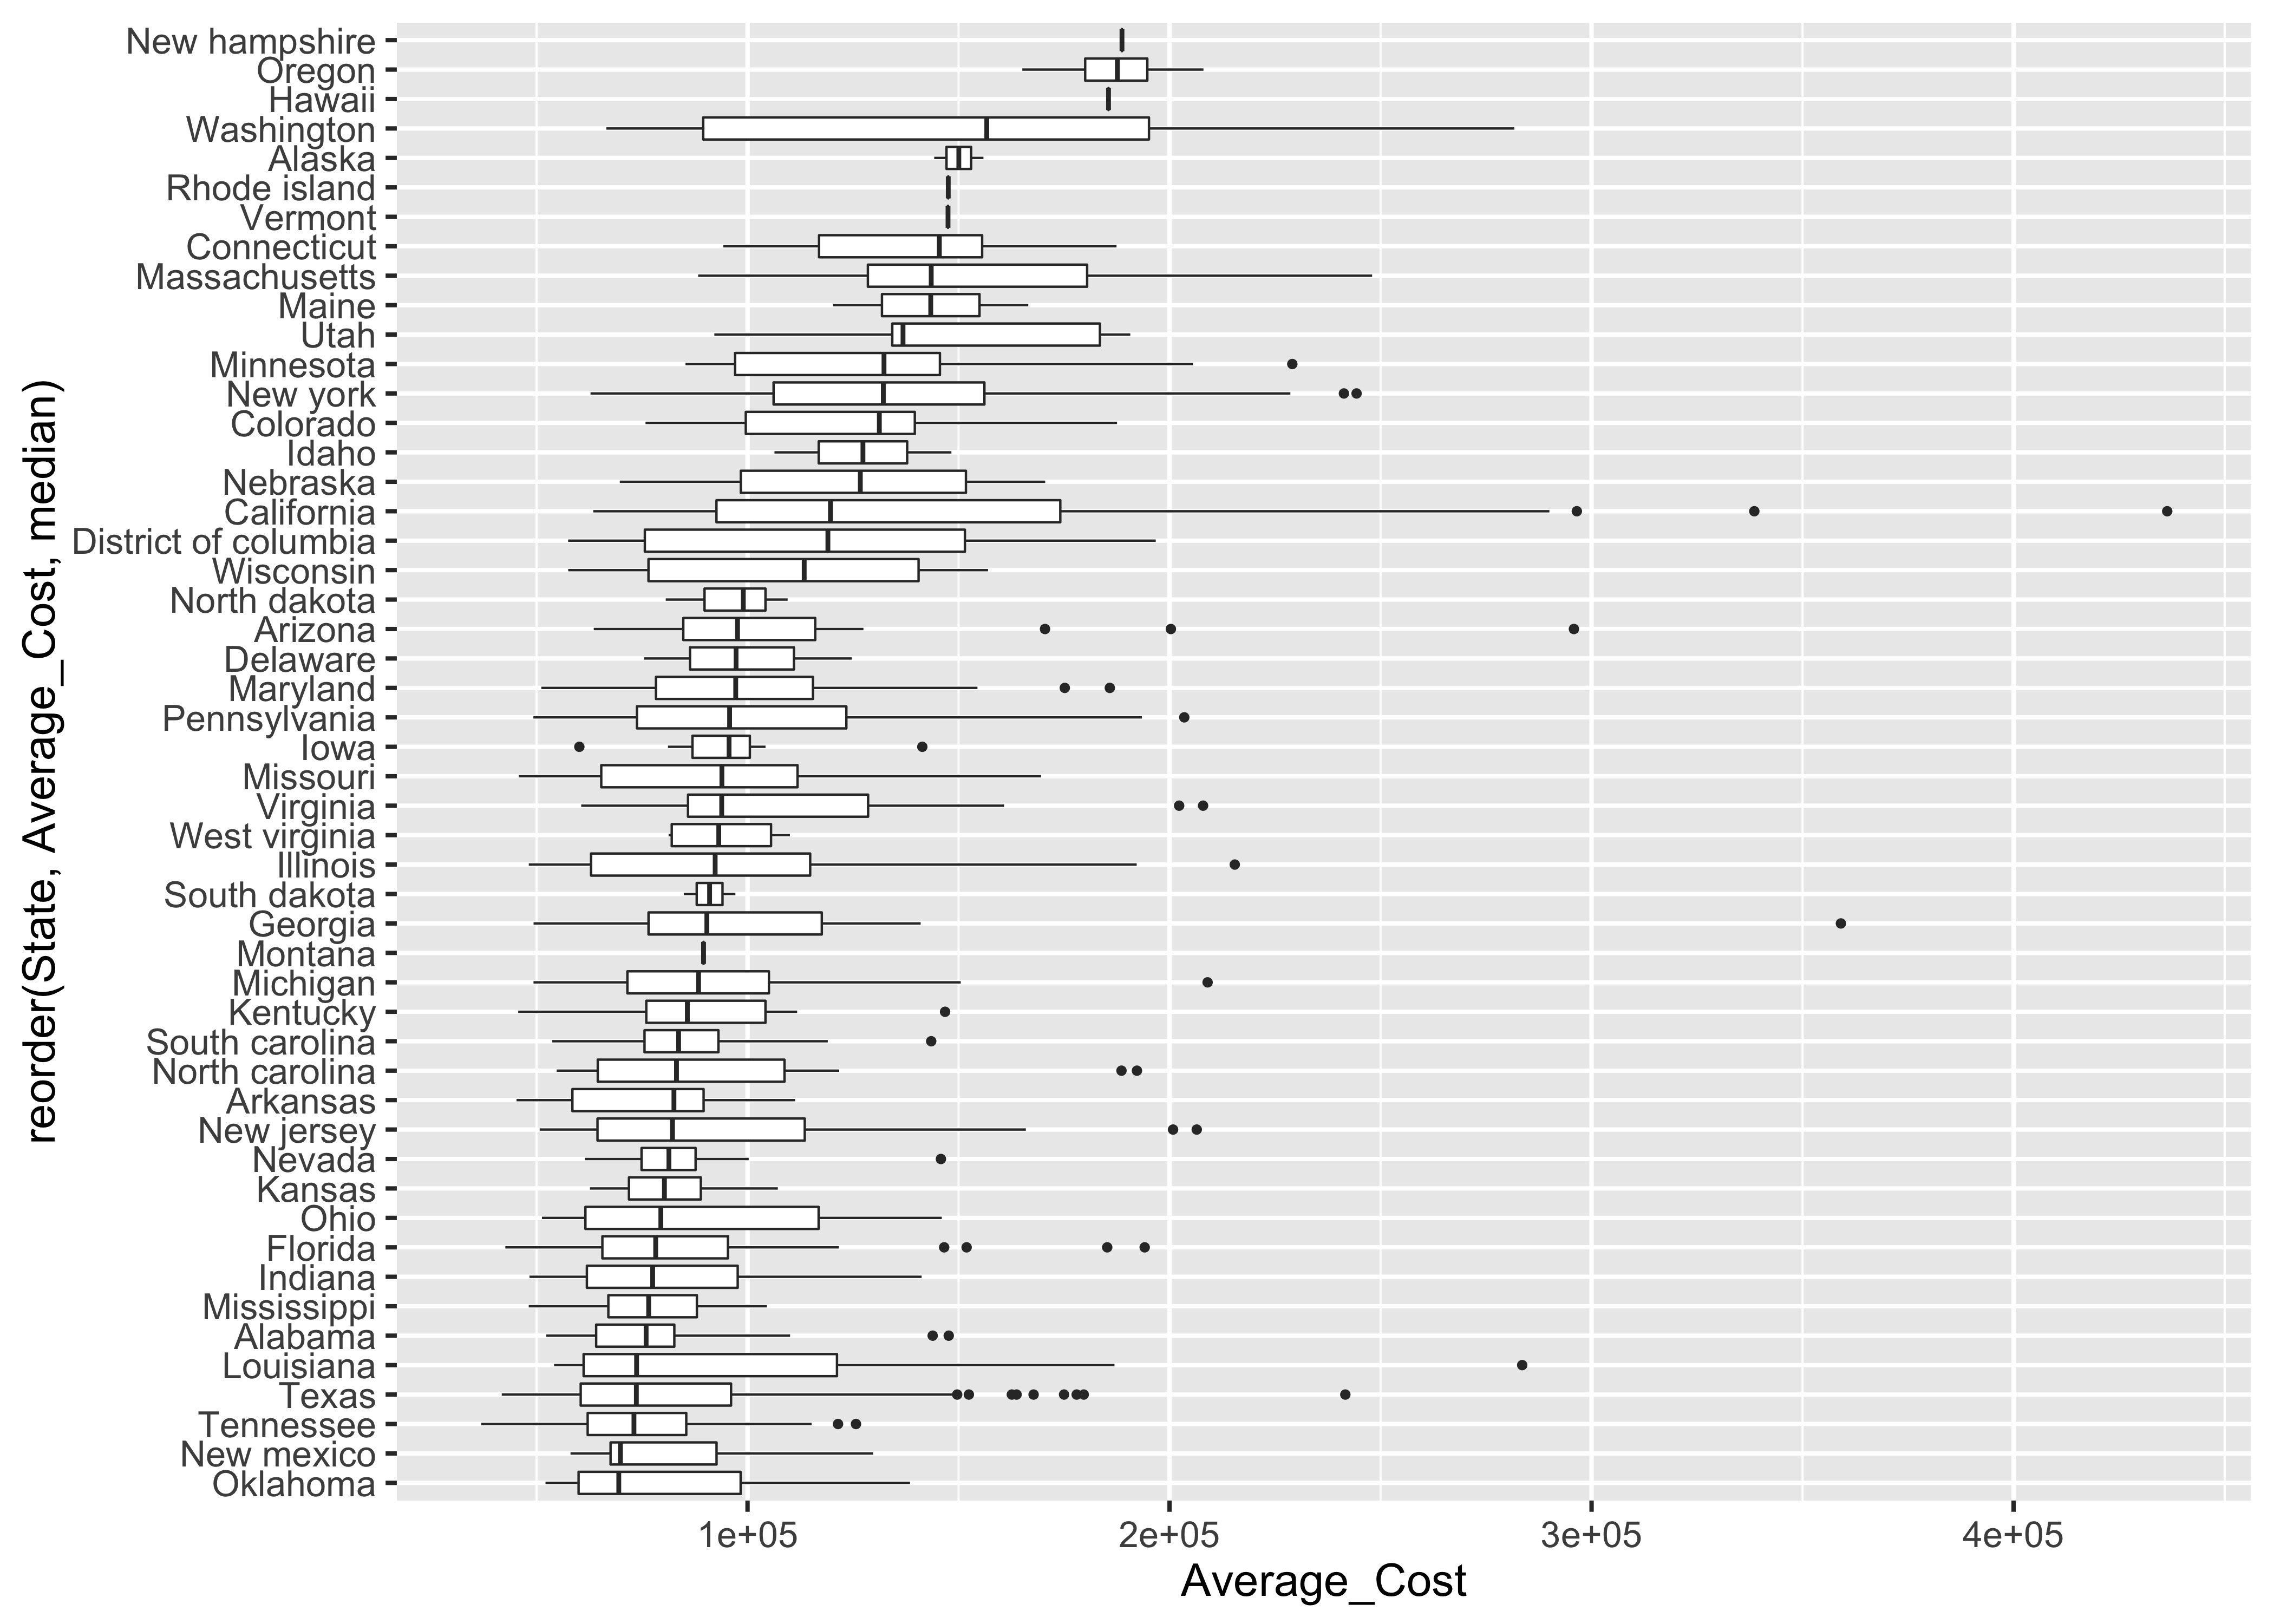 reorder(State, Average_Cost, median)
New hampshire
Oregon
Hawaii
Washington
Alaska
Rhode island
Vermont
Connecticut
Massachusetts
Maine
Utah
Minnesota
New york
Colorado
Idaho
Nebraska
California
District of columbia
Wisconsin
North dakota
Arizona
Delaware
Maryland
Pennsylvania
Iowa
Missouri
Virginia
West virginia
Illinois
South dakota
Georgia
Montana
Michigan
Kentucky
South carolina
North carolina
Arkansas
New jersey
Nevada
Kansas
Ohio
Florida
Indiana
Mississippi
Alabama
Louisiana
Texas
Tennessee
New mexico
Oklahoma
1e+05 2e+05 3e+05 4e+05
Average_Cost